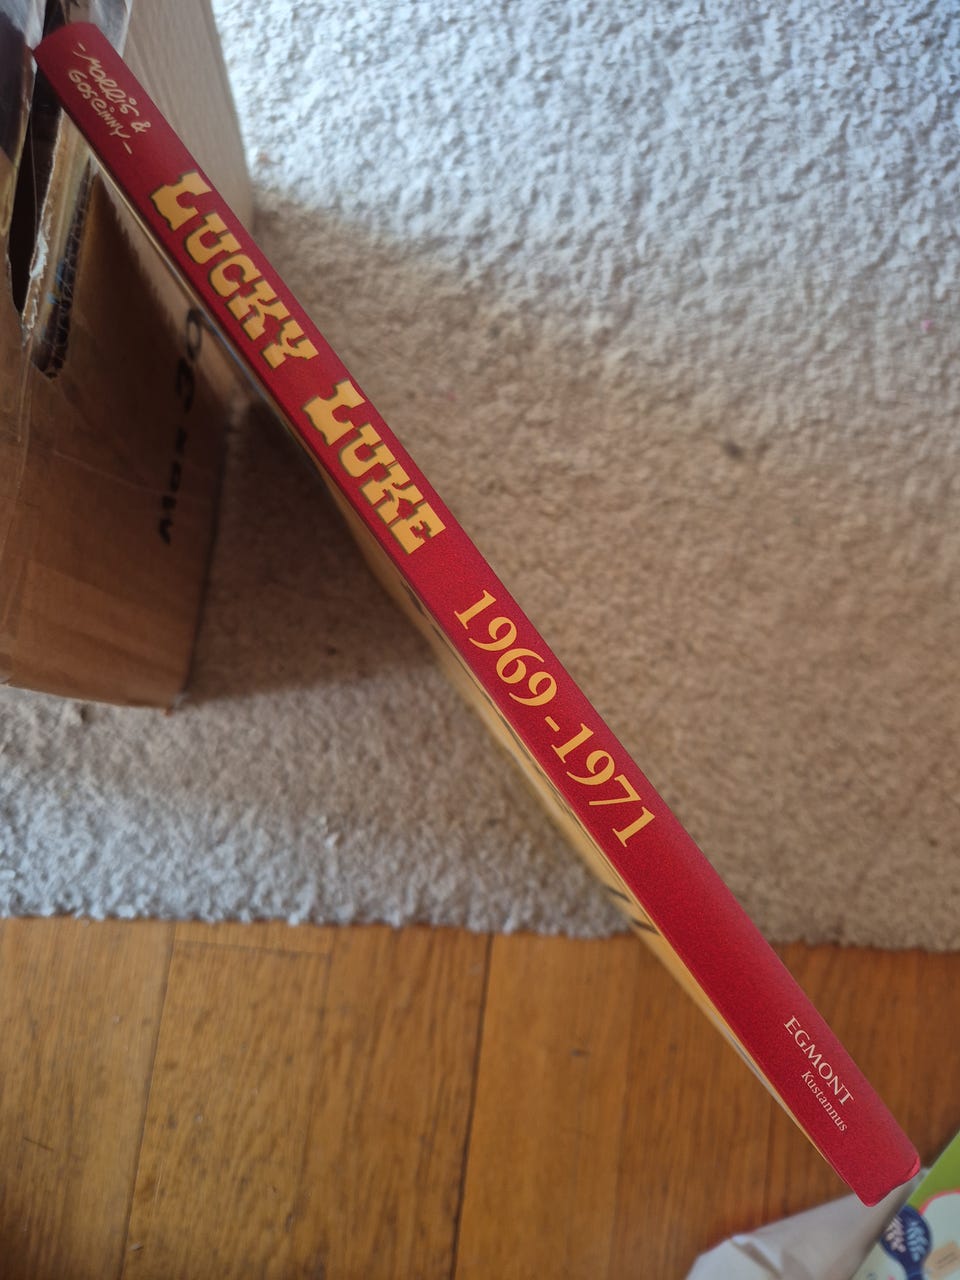 -MORRIS &
GOSCINNY-
LUCKY LUKE
1969-1971
EGMONT
Kustannus